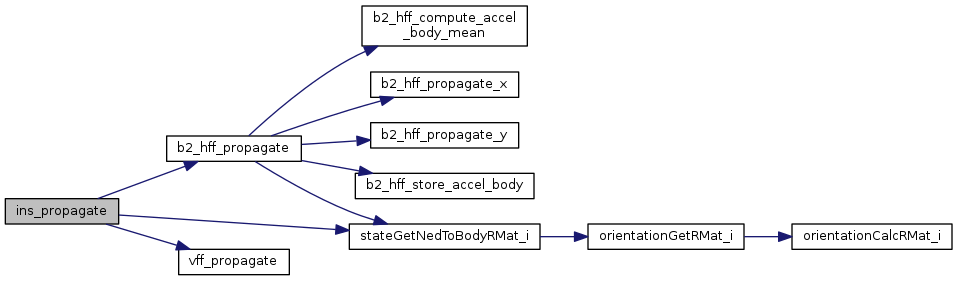 b2_hff_compute_accel
_body_mean
b2_hff_propagate_x
b2_hff_propagate
b2_hff_propagate_y
b2_hff_store_accel_body
ins_propagate
stateGetNedToBodyRMat_i
orientationGetRMat_i
orientationCalcRMat_i
vff_propagate